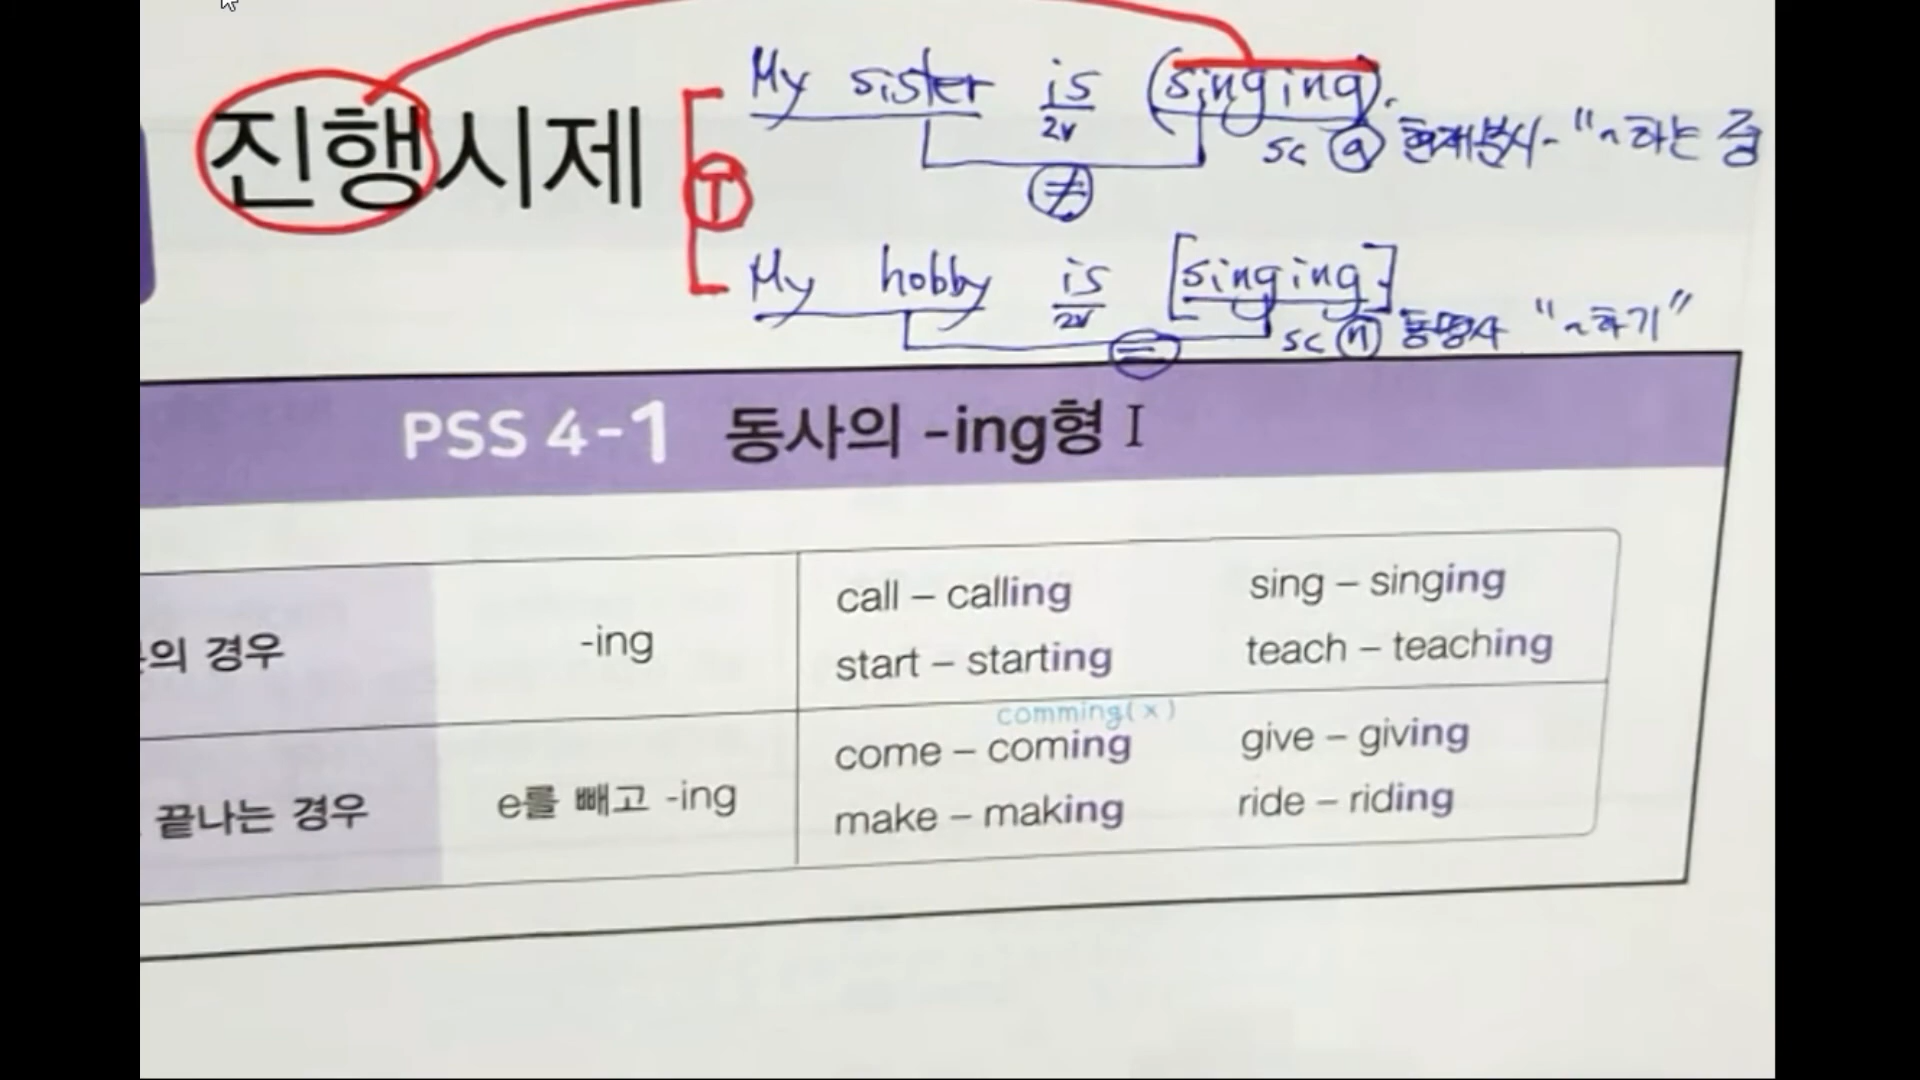 진행시제
My sister is (singing).
2v
sc ⓐ 현재분사 - "~하는 중
T
≠
My hobby is [singing]
2v
sc ⓝ 동명사 "~하기"
=
PSS 4-1 동사의 -ing형 I
의 경우 -ing call – calling sing – singing
start – starting teach – teaching
comming(x)
끝나는 경우 e를 빼고 -ing come – coming give – giving
make – making ride – riding